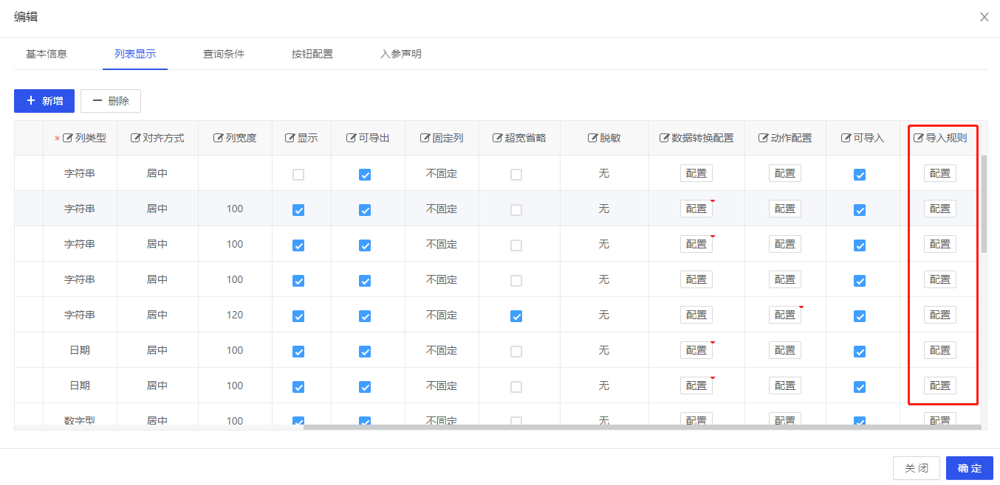 编辑
X
基本信息 列表显示 查询条件 按钮配置 入参声明
+ 新增 一 删除
* 列类型 对齐方式 列宽度 显示 可导出 固定列 超宽省略 脱敏 数据转换配置 动作配置 可导入 导入规则
字符串 居中 不固定 无 配置 配置 配置
字符串 居中 100 不固定 无 配置 配置 配置
字符串 居中 100 不固定 无 配置 配置 配置
字符串 居中 100 不固定 无 配置 配置 配置
字符串 居中 120 不固定 无 配置 配置 配置
日期 居中 100 不固定 无 配置 配置 配置
日期 居中 100 不固定 无 配置 配置 配置
数字型 居中 100 不固定 无 配置 配置 配置
关闭 确定